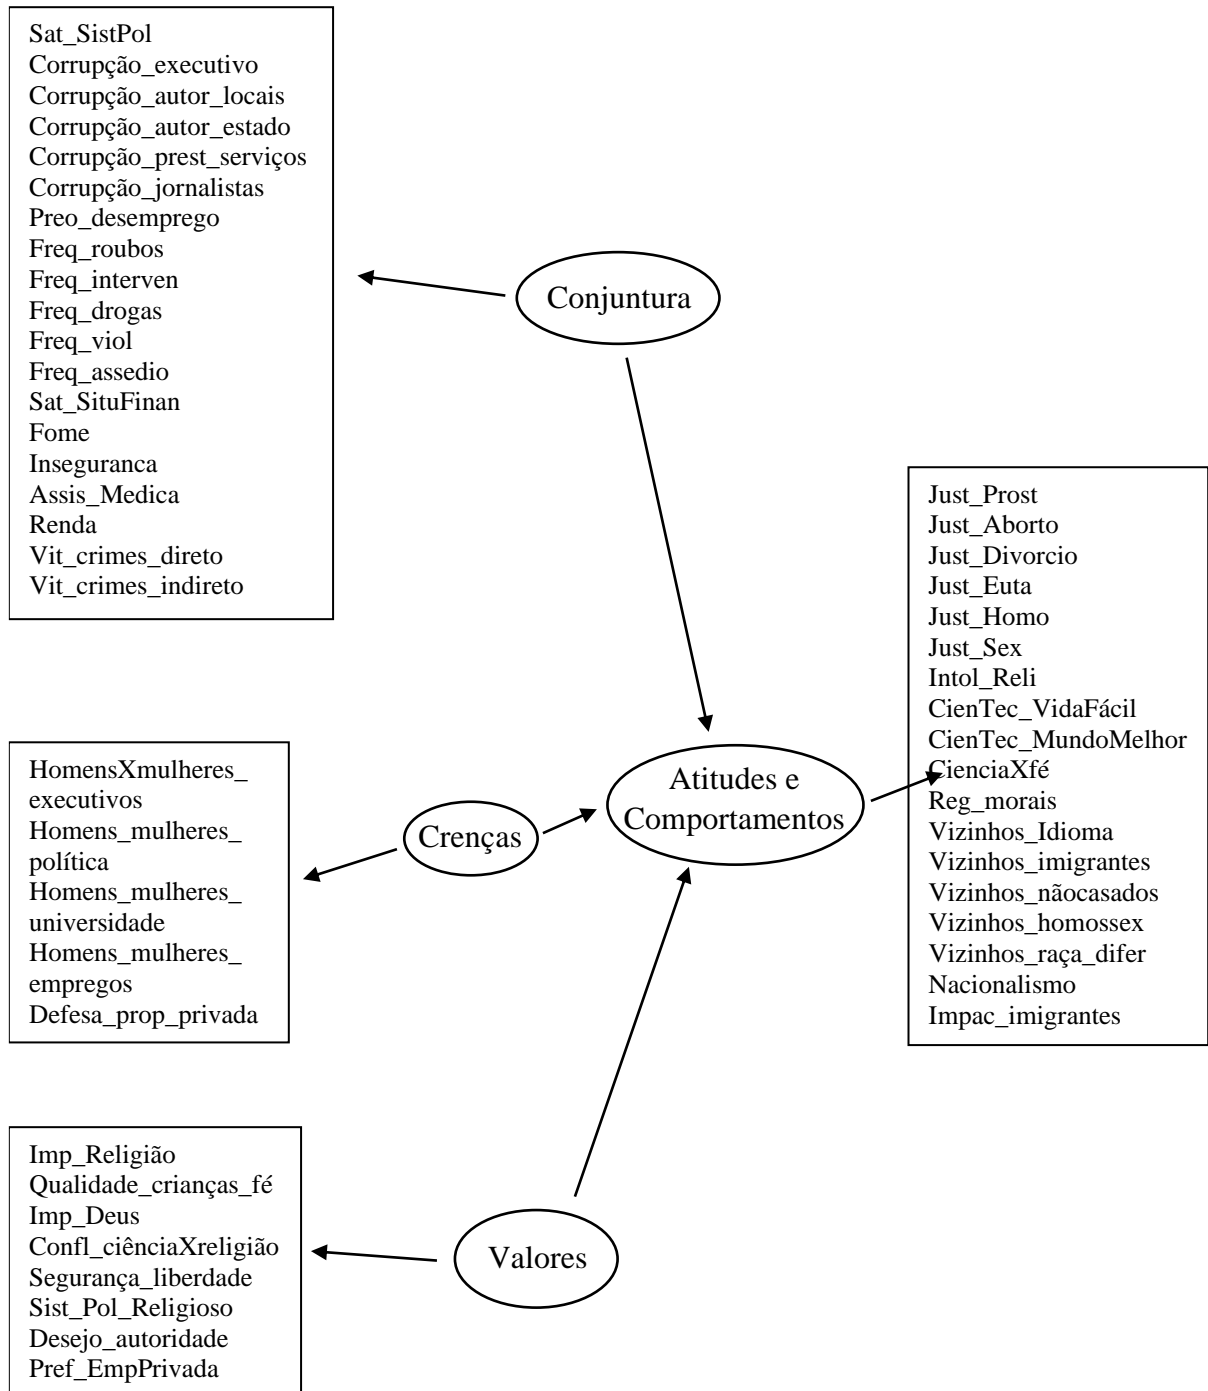 Sat_SistPol
Corrupção_executivo
Corrupção_autor_locais
Corrupção_autor_estado
Corrupção_prest_serviços
Corrupção_jornalistas
Preo_desemprego
Freq_roubos
Freq_interven
Freq_drogas
Freq_viol
Freq_assedio
Sat_SituFinan
Fome
Inseguranca
Assis_Medica
Renda
Vit_crimes_direto
Vit_crimes_indireto
Conjuntura
HomensXmulheres_
executivos
Homens_mulheres_
política
Homens_mulheres_
universidade
Homens_mulheres_
empregos
Defesa_prop_privada
Crenças
Atitudes e
Comportamentos
Just_Prost
Just_Aborto
Just_Divorcio
Just_Euta
Just_Homo
Just_Sex
Intol_Reli
CienTec_VidaFácil
CienTec_MundoMelhor
CienciaXfé
Reg_morais
Vizinhos_Idioma
Vizinhos_imigrantes
Vizinhos_nãocasados
Vizinhos_homossex
Vizinhos_raça_difer
Nacionalismo
Impac_imigrantes
Imp_Religião
Qualidade_crianças_fé
Imp_Deus
Confl_ciênciaXreligião
Segurança_liberdade
Sist_Pol_Religioso
Desejo_autoridade
Pref_EmpPrivada
Valores